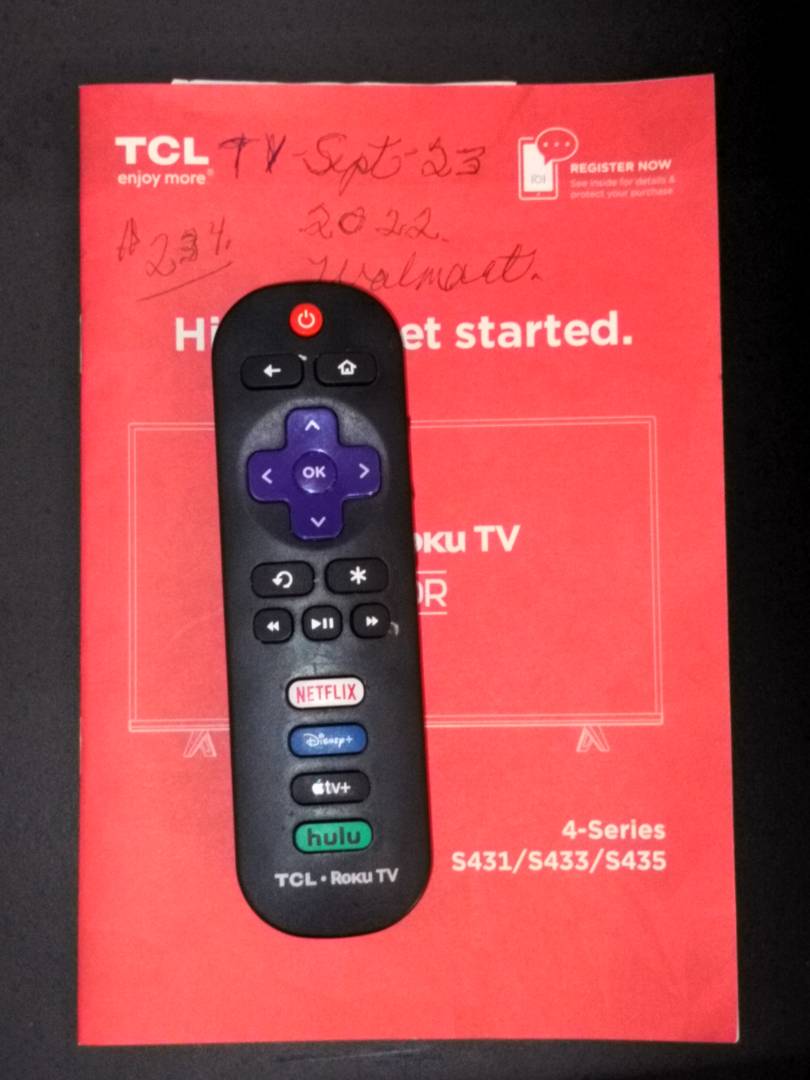 TCL TV - Sept - 23
enjoy more®
REGISTER NOW
See inside for details &
protect your purchase
2022
$234.
Walmart.
Hi et started.
oku TV
DR
OK
NETFLIX
Disney+
tv+
hulu
TCL • Roku TV
4-Series
S431/S433/S435